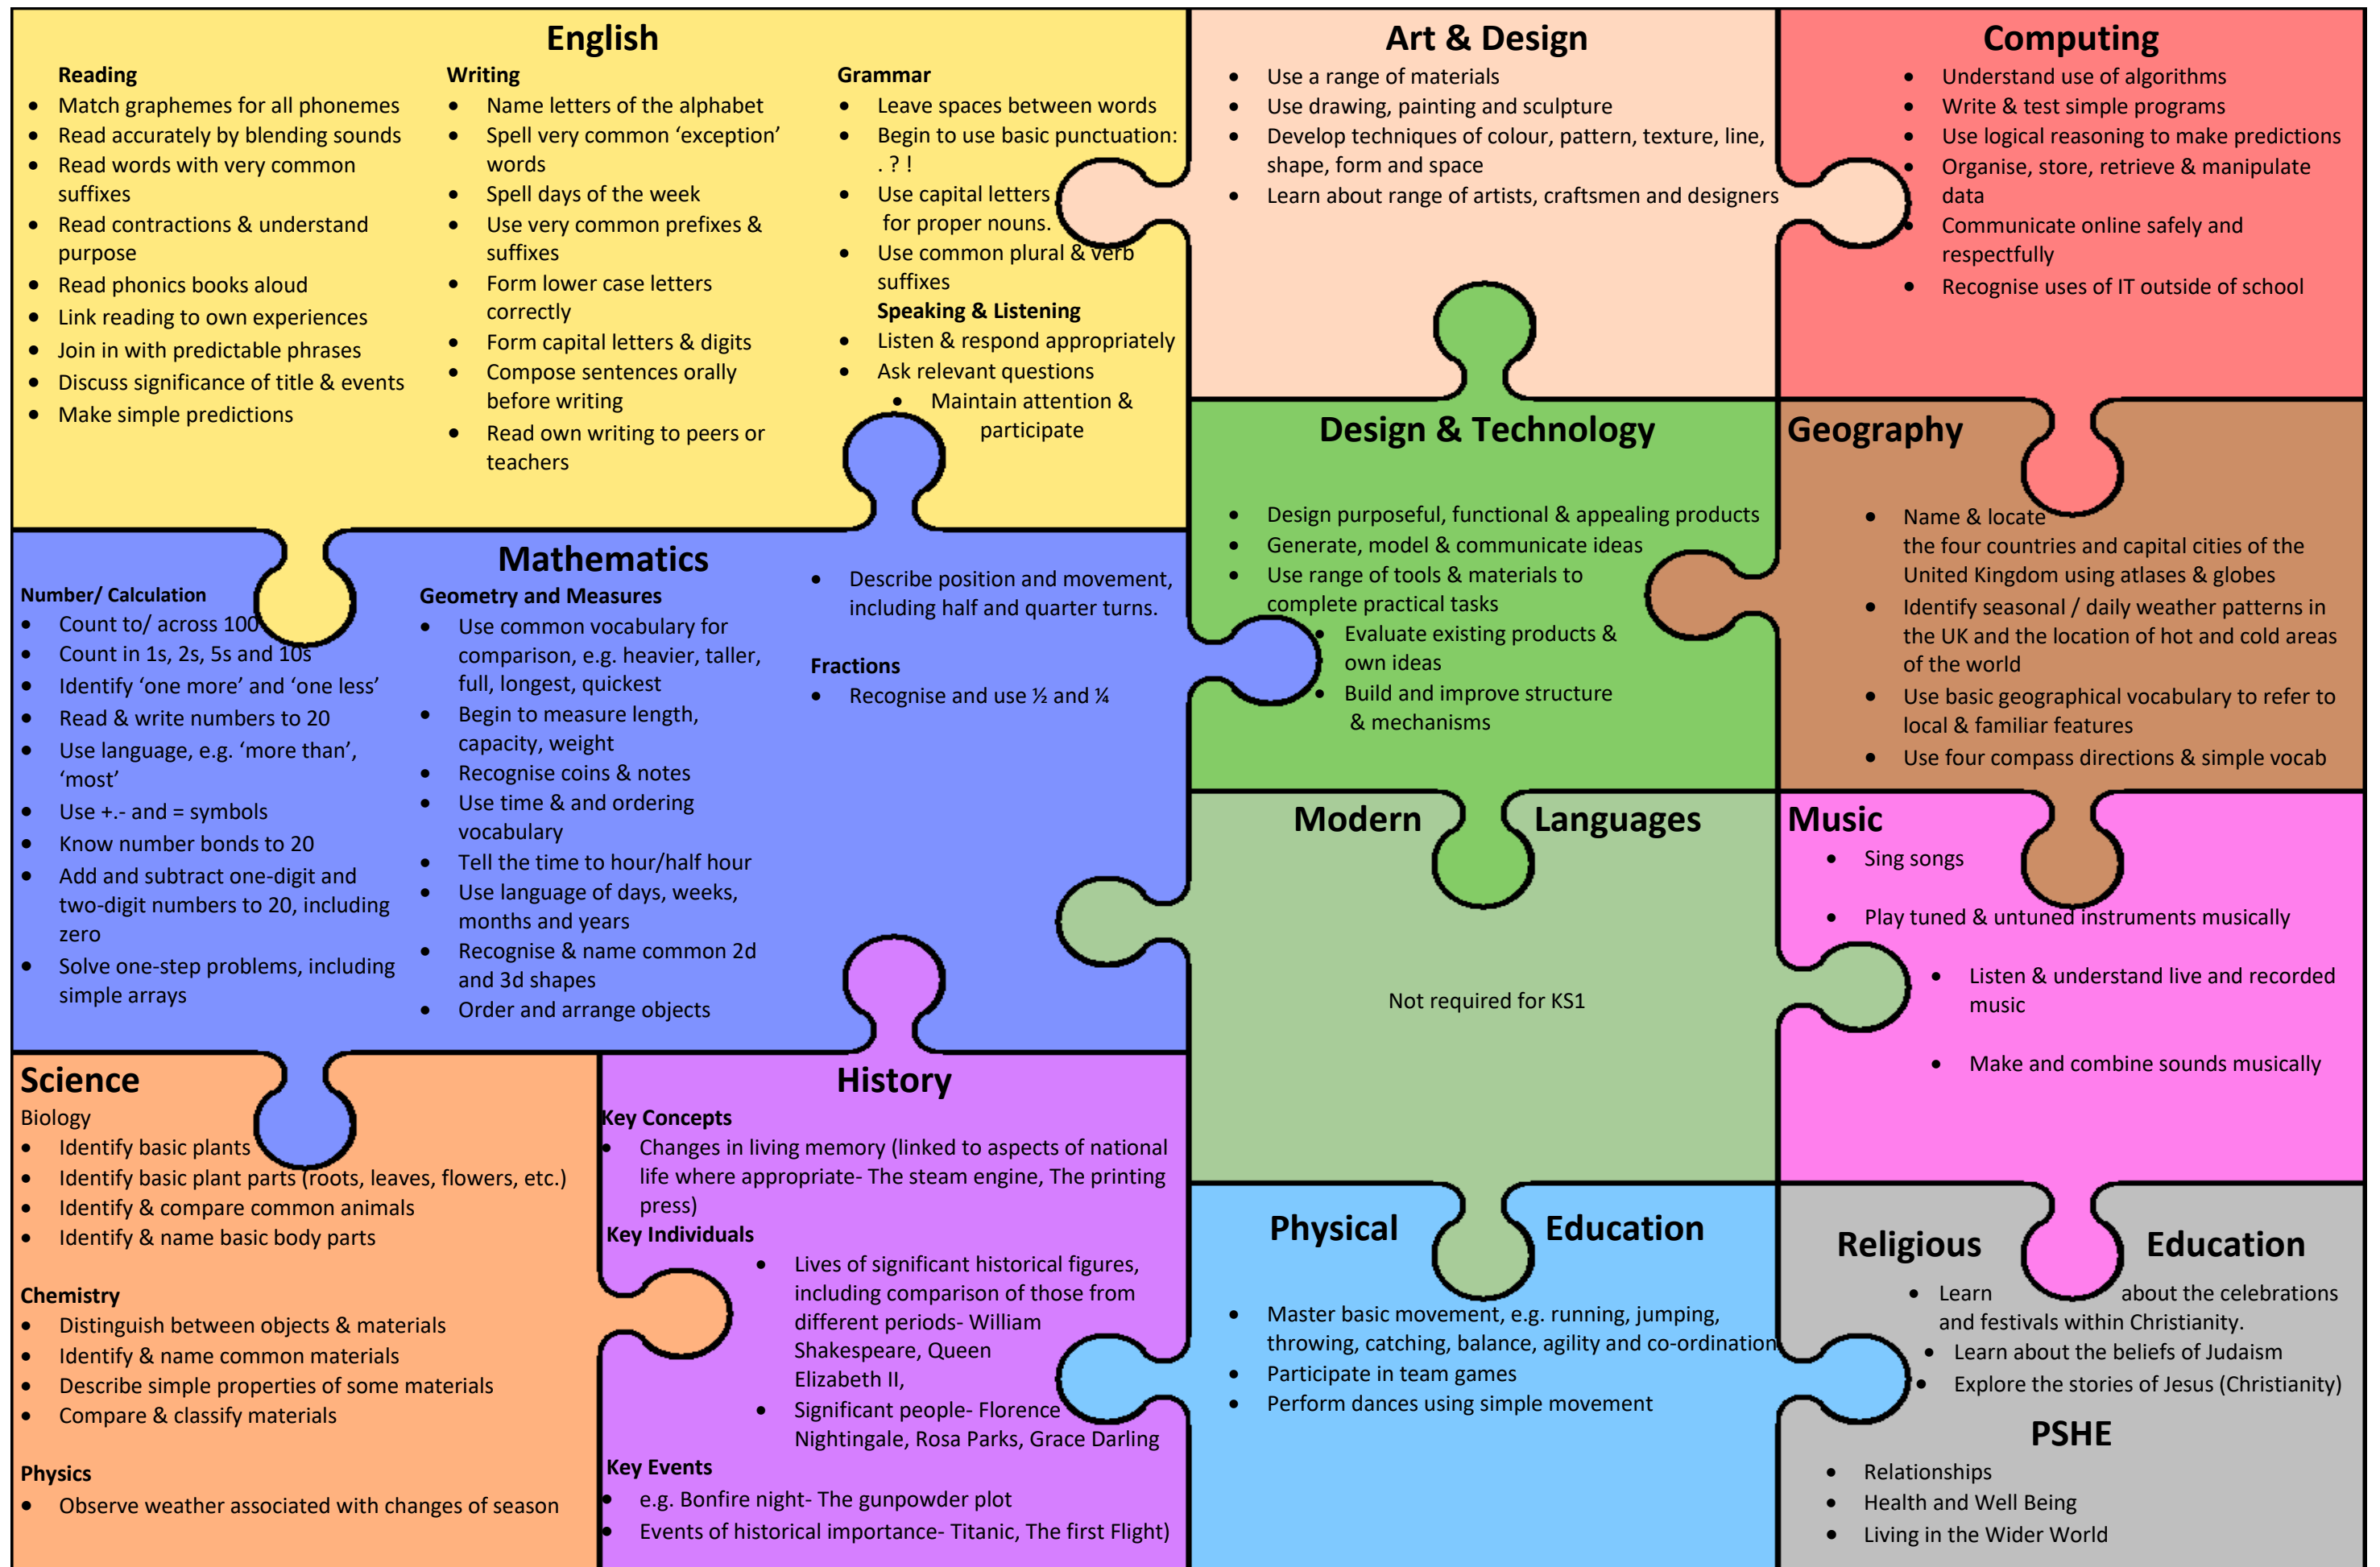 English
Reading
• Match graphemes for all phonemes
• Read accurately by blending sounds
• Read words with very common
suffixes
• Read contractions & understand
purpose
• Read phonics books aloud
• Link reading to own experiences
• Join in with predictable phrases
• Discuss significance of title & events
• Make simple predictions
Writing
• Name letters of the alphabet
• Spell very common ‘exception’
words
• Spell days of the week
• Use very common prefixes &
suffixes
• Form lower case letters
correctly
• Form capital letters & digits
• Compose sentences orally
before writing
• Read own writing to peers or
teachers
Grammar
• Leave spaces between words
• Begin to use basic punctuation:
. ? !
• Use capital letters
for proper nouns.
• Use common plural & verb
suffixes
Speaking & Listening
• Listen & respond appropriately
• Ask relevant questions
• Maintain attention &
participate
Art & Design
• Use a range of materials
• Use drawing, painting and sculpture
• Develop techniques of colour, pattern, texture, line,
shape, form and space
• Learn about range of artists, craftsmen and designers
Computing
• Understand use of algorithms
• Write & test simple programs
• Use logical reasoning to make predictions
• Organise, store, retrieve & manipulate
data
• Communicate online safely and
respectfully
• Recognise uses of IT outside of school
Mathematics
Number/ Calculation
• Count to/ across 100
• Count in 1s, 2s, 5s and 10s
• Identify ‘one more’ and ‘one less’
• Read & write numbers to 20
• Use language, e.g. ‘more than’,
‘most’
• Use +.- and = symbols
• Know number bonds to 20
• Add and subtract one-digit and
two-digit numbers to 20, including
zero
• Solve one-step problems, including
simple arrays
Geometry and Measures
• Use common vocabulary for
comparison, e.g. heavier, taller,
full, longest, quickest
• Begin to measure length,
capacity, weight
• Recognise coins & notes
• Use time & and ordering
vocabulary
• Tell the time to hour/half hour
• Use language of days, weeks,
months and years
• Recognise & name common 2d
and 3d shapes
• Order and arrange objects
• Describe position and movement,
including half and quarter turns.
Fractions
• Recognise and use ½ and ¼
Design & Technology
• Design purposeful, functional & appealing products
• Generate, model & communicate ideas
• Use range of tools & materials to
complete practical tasks
• Evaluate existing products &
own ideas
• Build and improve structure
& mechanisms
Geography
• Name & locate
the four countries and capital cities of the
United Kingdom using atlases & globes
• Identify seasonal / daily weather patterns in
the UK and the location of hot and cold areas
of the world
• Use basic geographical vocabulary to refer to
local & familiar features
• Use four compass directions & simple vocab
Modern Languages
Not required for KS1
Music
• Sing songs
• Play tuned & untuned instruments musically
• Listen & understand live and recorded
music
• Make and combine sounds musically
Science
Biology
• Identify basic plants
• Identify basic plant parts (roots, leaves, flowers, etc.)
• Identify & compare common animals
• Identify & name basic body parts
Chemistry
• Distinguish between objects & materials
• Identify & name common materials
• Describe simple properties of some materials
• Compare & classify materials
Physics
• Observe weather associated with changes of season
History
Key Concepts
• Changes in living memory (linked to aspects of national
life where appropriate- The steam engine, The printing
press)
Key Individuals
• Lives of significant historical figures,
including comparison of those from
different periods- William
Shakespeare, Queen
Elizabeth II,
• Significant people- Florence
Nightingale, Rosa Parks, Grace Darling
Key Events
• e.g. Bonfire night- The gunpowder plot
• Events of historical importance- Titanic, The first Flight)
Physical Education
• Master basic movement, e.g. running, jumping,
throwing, catching, balance, agility and co-ordination
• Participate in team games
• Perform dances using simple movement
Religious Education
• Learn about the celebrations
and festivals within Christianity.
• Learn about the beliefs of Judaism
• Explore the stories of Jesus (Christianity)
PSHE
• Relationships
• Health and Well Being
• Living in the Wider World